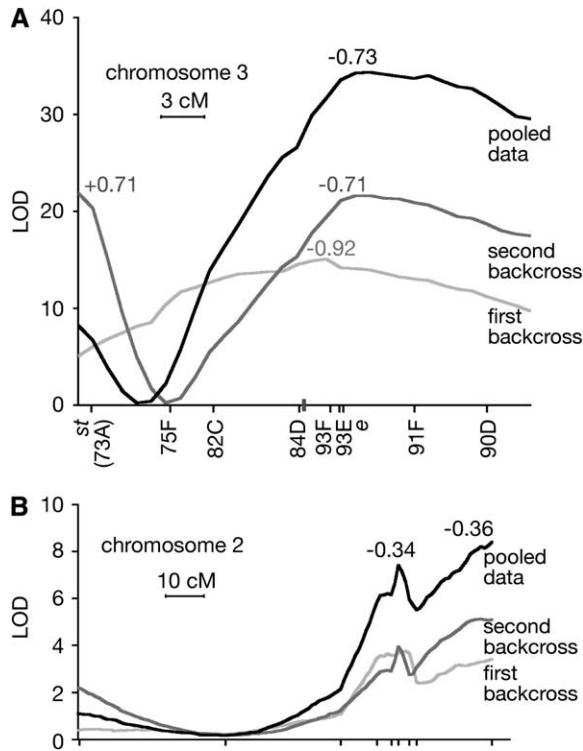 A
40
30
20
10
0
LOD
chromosome 3
3 cM
+0.71
-0.73
-0.71
-0.92
pooled
data
second
backcross
first
backcross
st
(73A)
75F
82C
84D
93F
93E
e
91F
90D
B
10
8
6
4
2
0
LOD
chromosome 2
10 cM
-0.34
-0.36
pooled
data
second
backcross
first
backcross